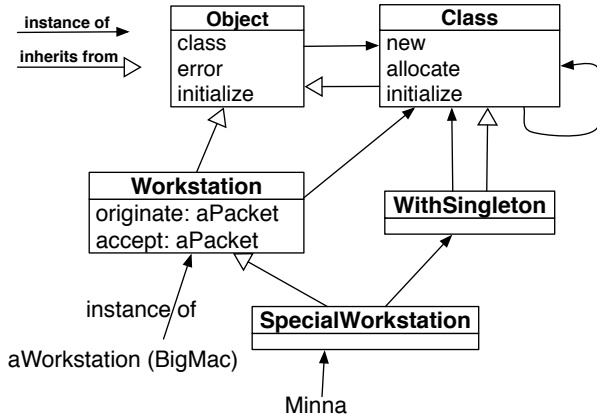 instance of
inherits from
Object
class
error
initialize
Class
new
allocate
initialize
Workstation
originate: aPacket
accept: aPacket
WithSingleton
instance of
SpecialWorkstation
aWorkstation (BigMac)
Minna